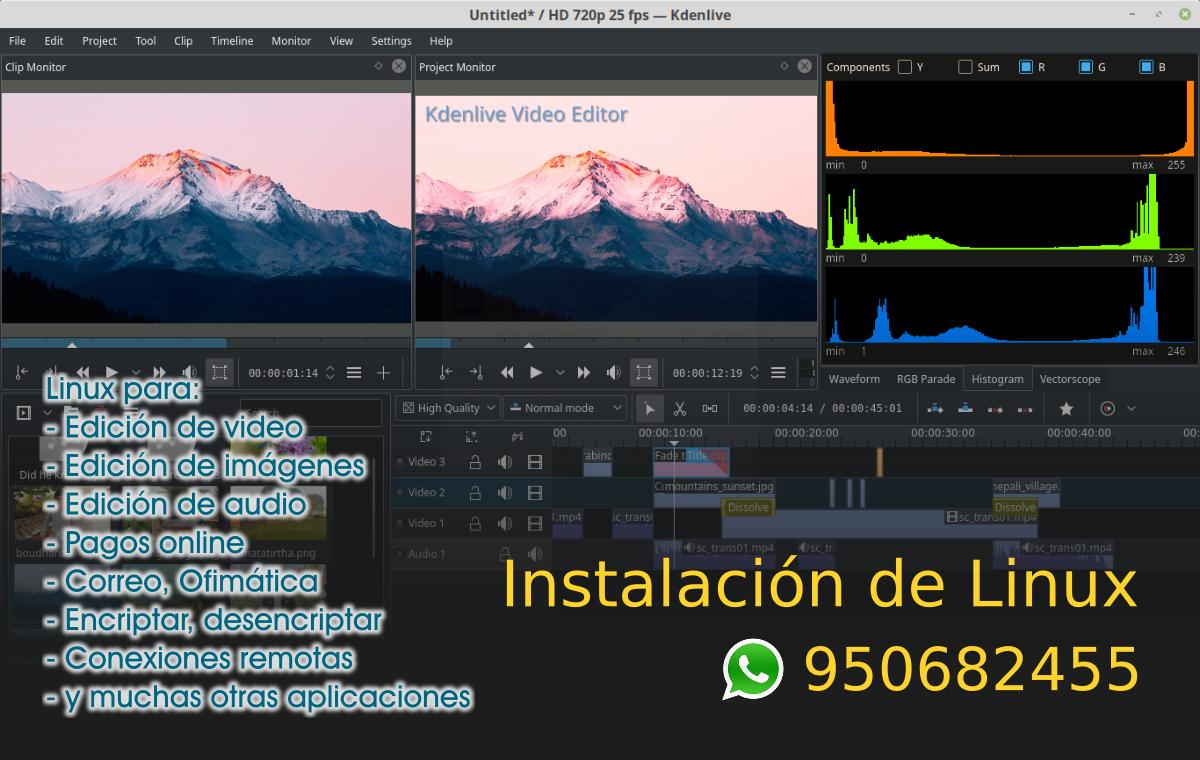 Untitled* / HD 720p 25 fps — Kdenlive
File Edit Project Tool Clip Timeline Monitor View Settings Help
Clip Monitor
Project Monitor
Components Y Sum R G B
Kdenlive Video Editor
min 0 max 255
min 0 max 239
min 1 max 246
00:00:01:14
00:00:12:19
Waveform RGB Parade Histogram Vectorscope
High Quality Normal mode 00:00:04:14 / 00:00:45:01
00:00:10:00 00:00:20:00 00:00:30:00 00:00:40:00
Video 3
Title clip
Video 2
mountains_sunset.jpg
nepali_village.
Dissolve
Dissolve
Video 1
.mp4
sc_trans01.mp4
Audio 1
sc_trans01.mp4
sc_trans01.mp4
Linux para:
- Edición de video
- Edición de imágenes
- Edición de audio
- Pagos online
- Correo, Ofimática
- Encriptar, desencriptar
- Conexiones remotas
- y muchas otras aplicaciones
Instalación de Linux
950682455